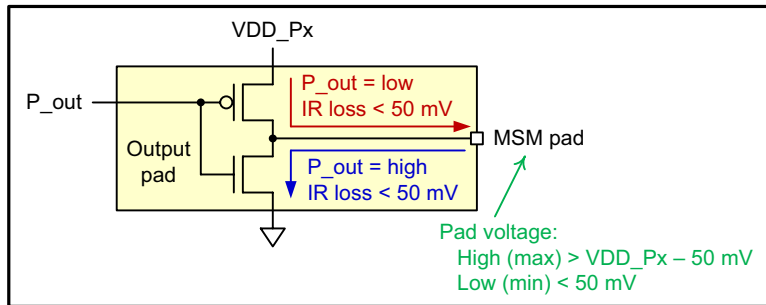 VDD_Px
P_out = low
IR loss < 50 mV
P_out
MSM pad
Output
pad
P_out = high
IR loss < 50 mV
Pad voltage:
High (max) > VDD_Px – 50 mV
Low (min) < 50 mV